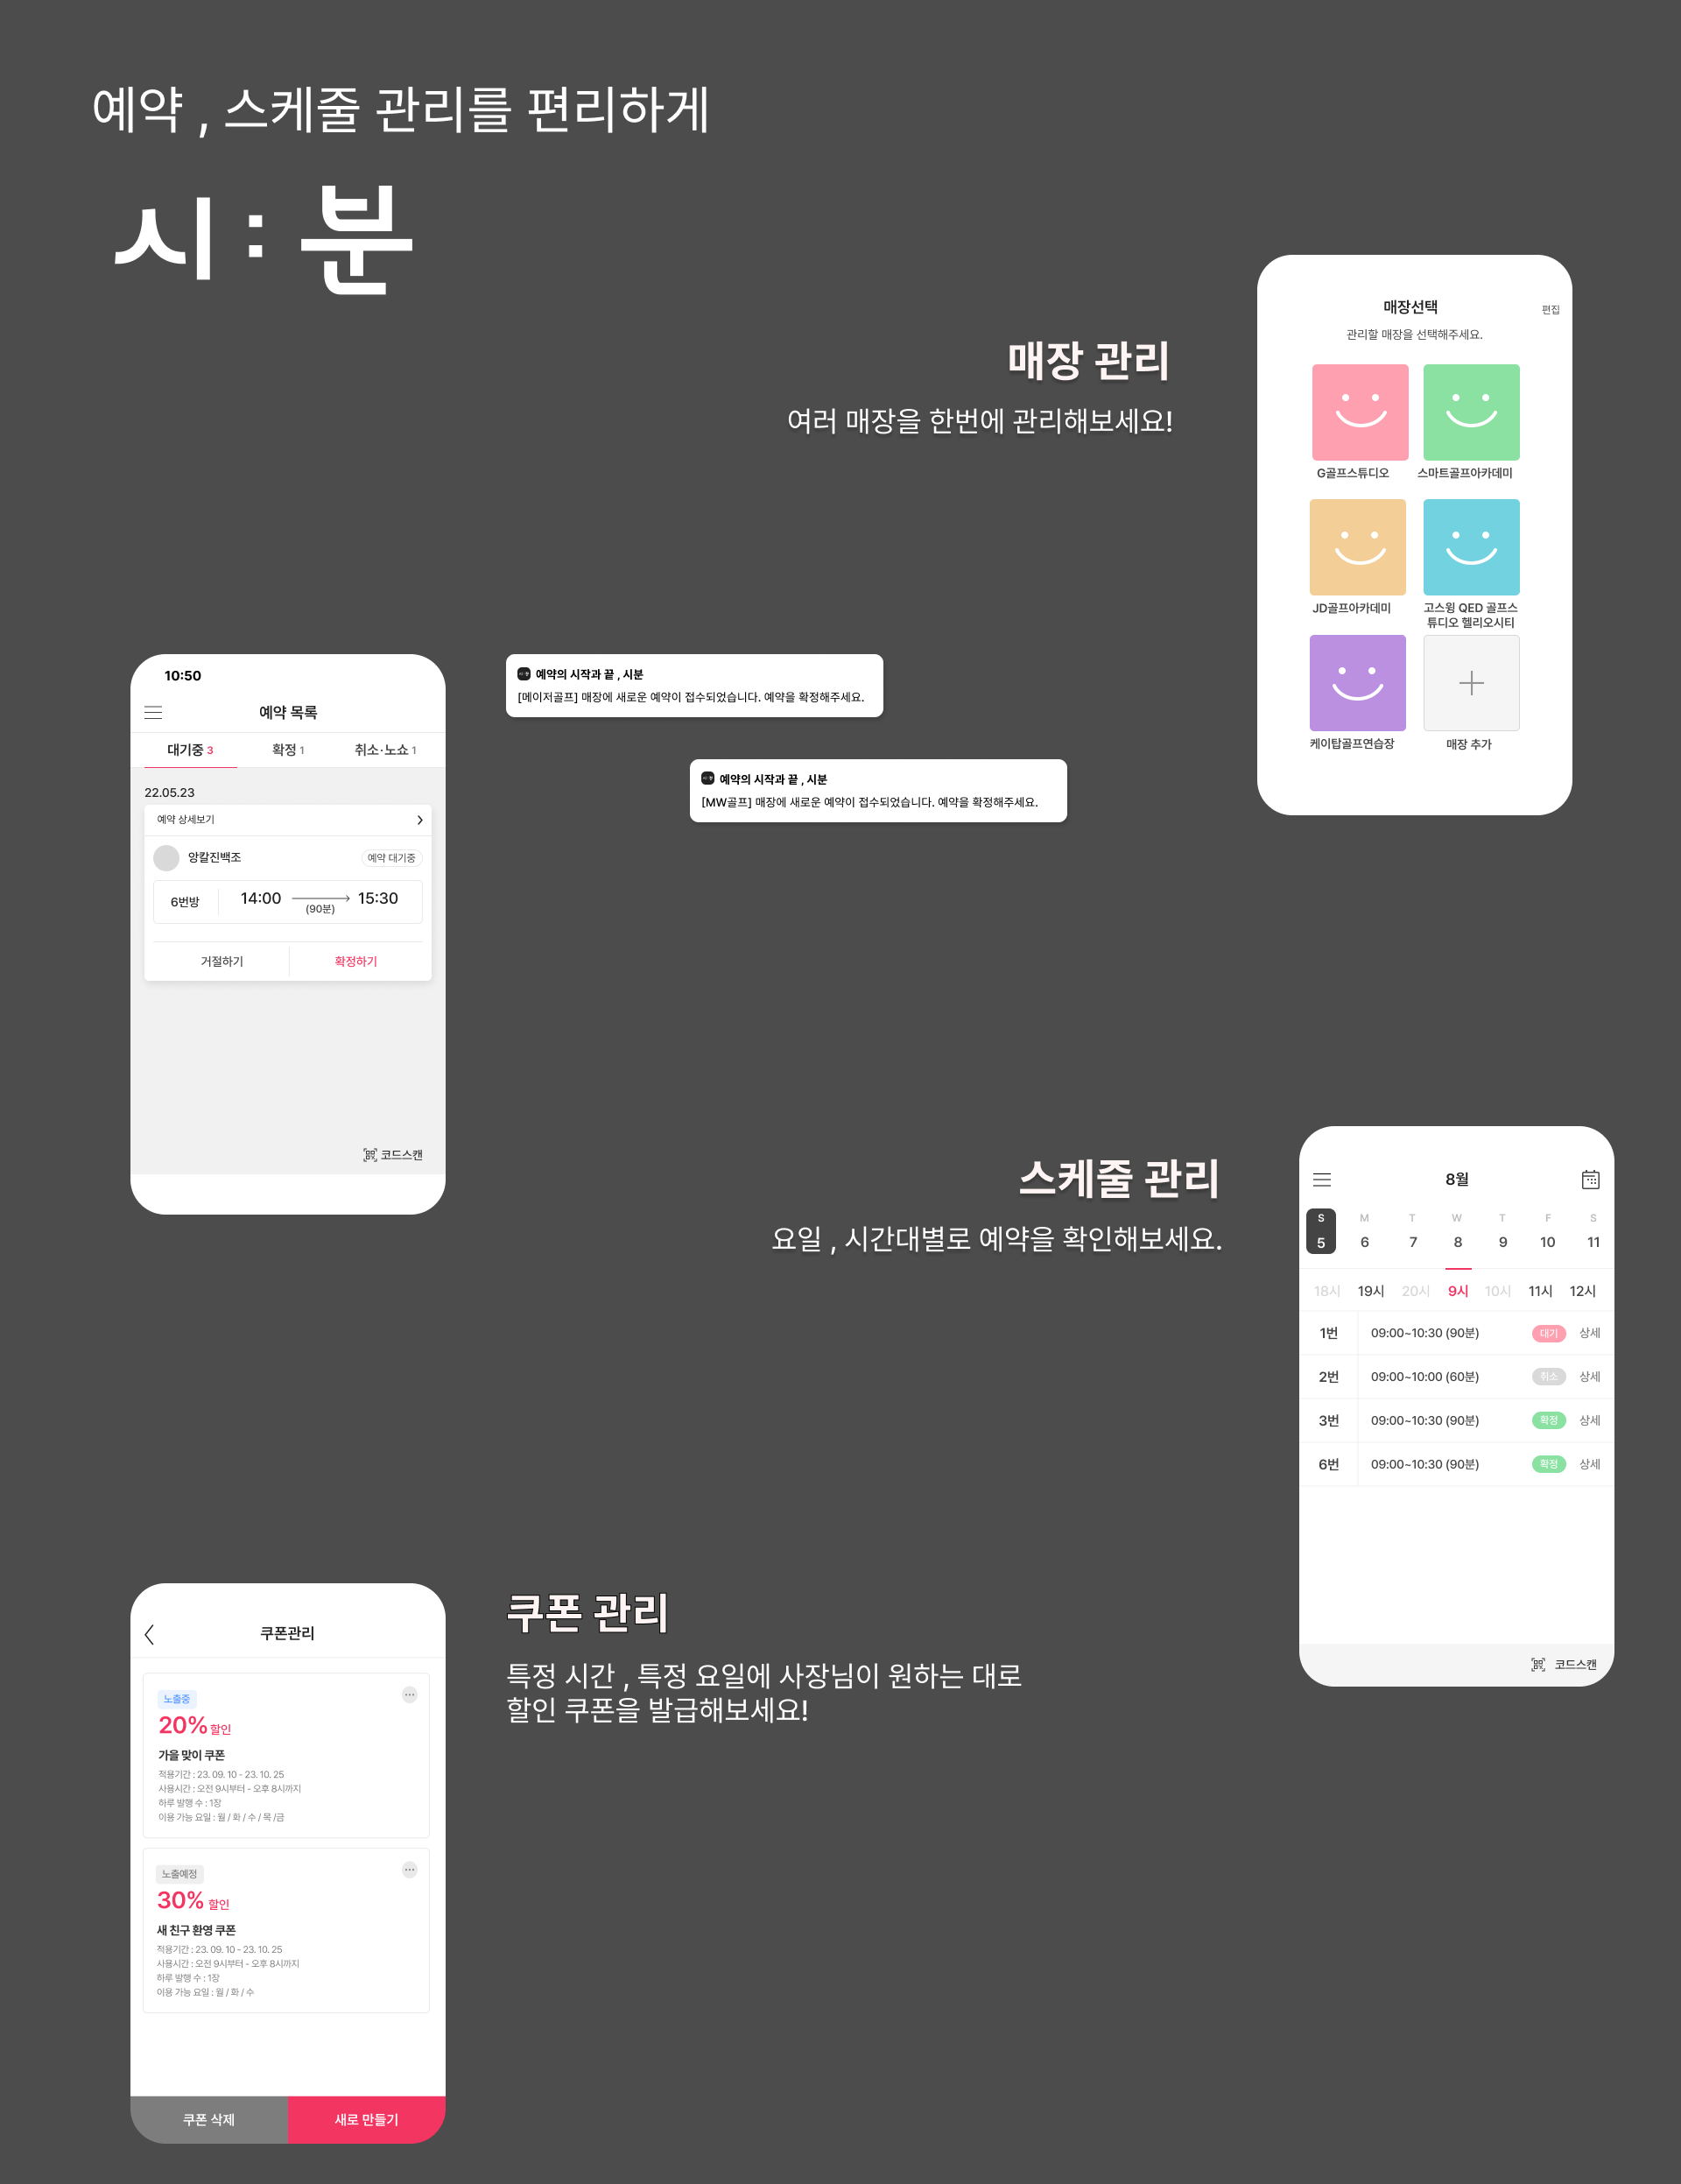 예약 , 스케줄 관리를 편리하게
시 : 분
매장 관리
여러 매장을 한번에 관리해보세요!
매장선택
편집
관리할 매장을 선택해주세요.
G골프스튜디오
스마트골프아카데미
JD골프아카데미
고스윙 QED 골프스
튜디오 헬리오시티
케이탑골프연습장
매장 추가
10:50
예약 목록
대기중 3
확정 1
취소·노쇼 1
22.05.23
예약 상세보기
앙칼진백조
예약 대기중
6번방
14:00
(90분)
15:30
거절하기
확정하기
코드스캔
예약의 시작과 끝 , 시분
[메이저골프] 매장에 새로운 예약이 접수되었습니다. 예약을 확정해주세요.
예약의 시작과 끝 , 시분
[MW골프] 매장에 새로운 예약이 접수되었습니다. 예약을 확정해주세요.
스케줄 관리
요일 , 시간대별로 예약을 확인해보세요.
8월
S M T W T F S
5 6 7 8 9 10 11
18시 19시 20시 9시 10시 11시 12시
1번 09:00~10:30 (90분) 대기 상세
2번 09:00~10:00 (60분) 취소 상세
3번 09:00~10:30 (90분) 확정 상세
6번 09:00~10:30 (90분) 확정 상세
코드스캔
쿠폰 관리
특정 시간 , 특정 요일에 사장님이 원하는 대로
할인 쿠폰을 발급해보세요!
쿠폰관리
노출중
20% 할인
가을 맞이 쿠폰
적용기간 : 23. 09. 10 - 23. 10. 25
사용시간 : 오전 9시부터 - 오후 8시까지
하루 발행 수 : 1장
이용 가능 요일 : 월 / 화 / 수 / 목 /금
노출예정
30% 할인
새 친구 환영 쿠폰
적용기간 : 23. 09. 10 - 23. 10. 25
사용시간 : 오전 9시부터 - 오후 8시까지
하루 발행 수 : 1장
이용 가능 요일 : 월 / 화 / 수
쿠폰 삭제
새로 만들기